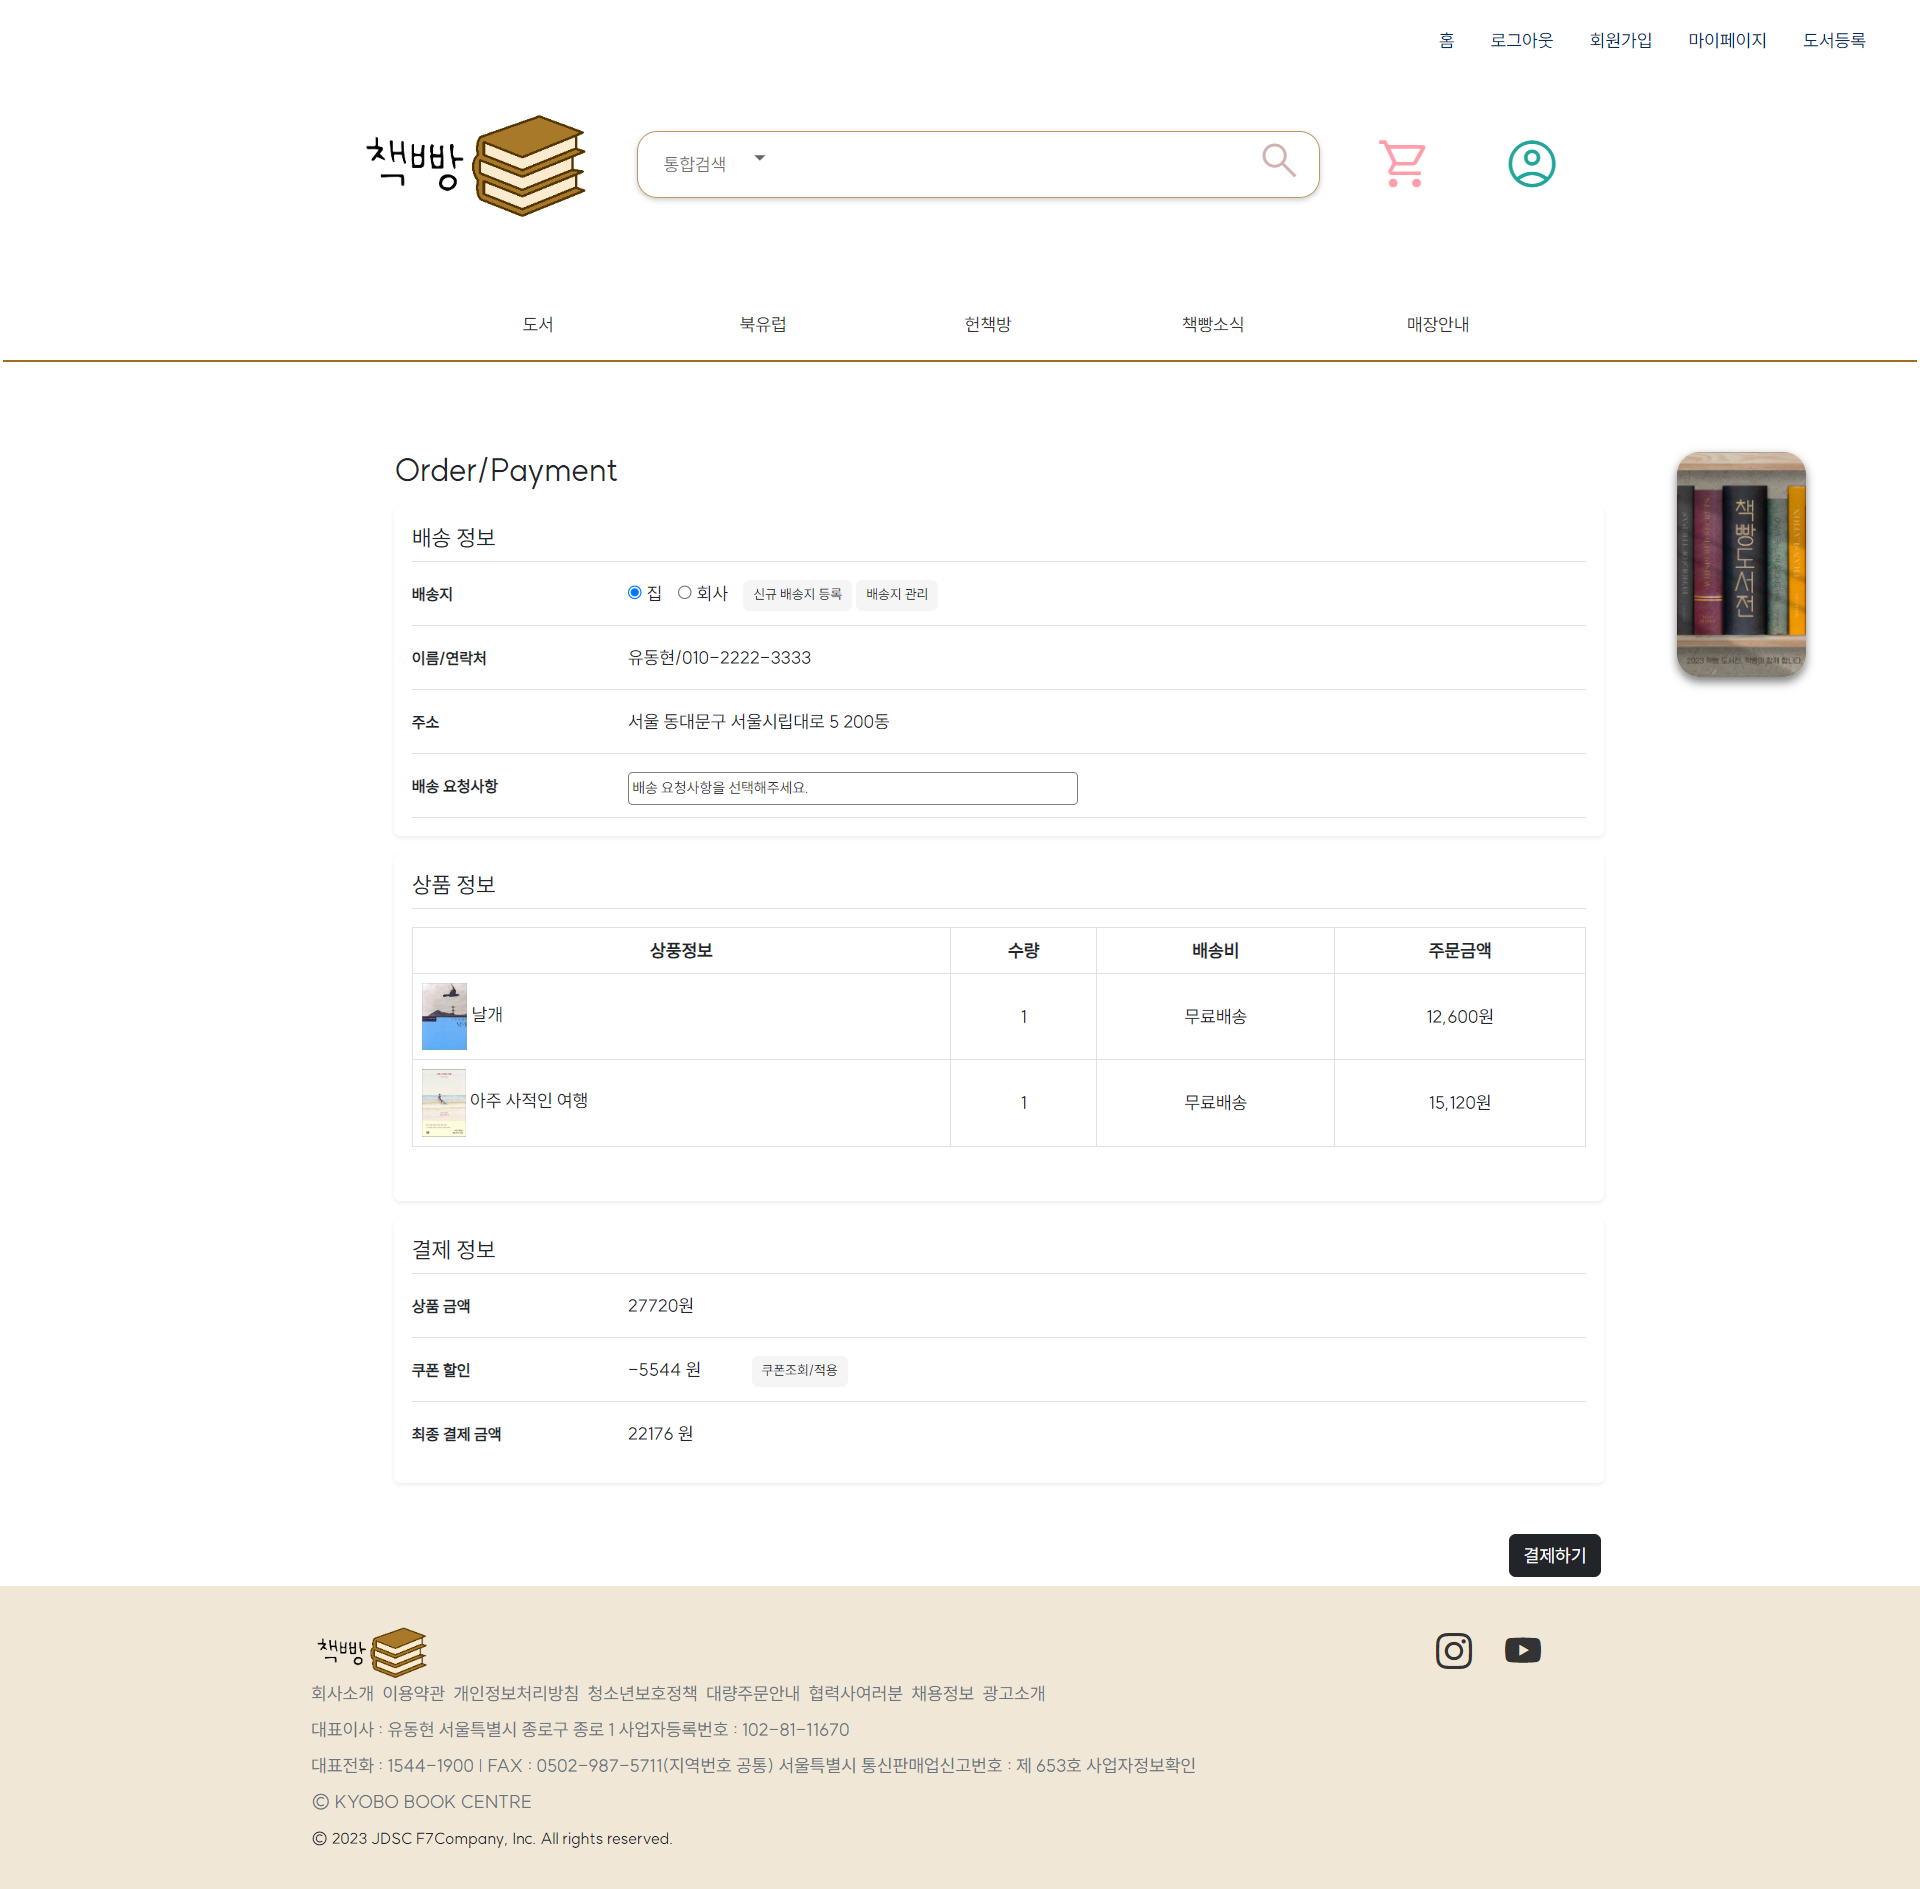 홈 로그아웃 회원가입 마이페이지 도서등록
책빵
통합검색
도서 북유럽 헌책방 책빵소식 매장안내
Order/Payment
책빵도서전
2023 책빵 도서전, 책빵이 함께 합니다.
배송 정보
배송지 집 회사 신규 배송지 등록 배송지 관리
이름/연락처 유동현/010-2222-3333
주소 서울 동대문구 서울시립대로 5 200동
배송 요청사항 배송 요청사항을 선택해주세요.
상품 정보
상품정보 수량 배송비 주문금액
날개 1 무료배송 12,600원
아주 사적인 여행 1 무료배송 15,120원
결제 정보
상품 금액 27720원
쿠폰 할인 -5544 원 쿠폰조회/적용
최종 결제 금액 22176 원
결제하기
책빵
회사소개 이용약관 개인정보처리방침 청소년보호정책 대량주문안내 협력사여러분 채용정보 광고소개
대표이사 : 유동현 서울특별시 종로구 종로 1 사업자등록번호 : 102-81-11670
대표전화 : 1544-1900 | FAX : 0502-987-5711(지역번호 공통) 서울특별시 통신판매업신고번호 : 제 653호 사업자정보확인
© KYOBO BOOK CENTRE
© 2023 JDSC F7Company, Inc. All rights reserved.